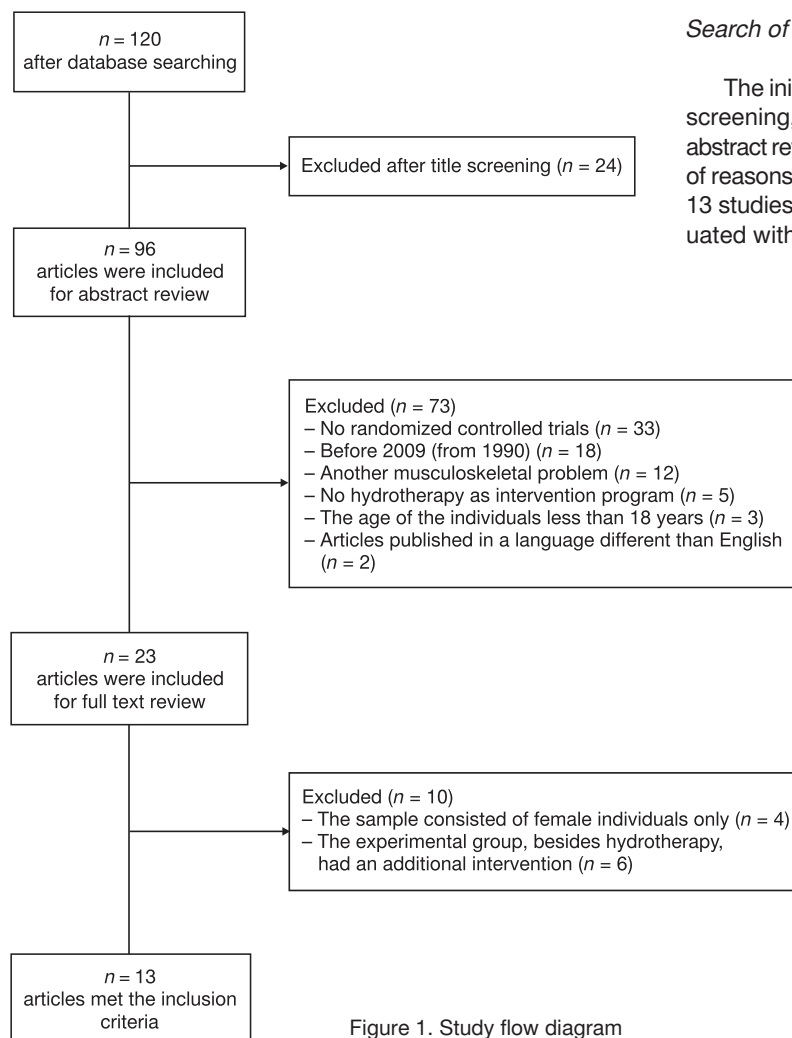 n = 120
after database searching
Excluded after title screening (n = 24)
n = 96
articles were included
for abstract review
Excluded (n = 73)
– No randomized controlled trials (n = 33)
– Before 2009 (from 1990) (n = 18)
– Another musculoskeletal problem (n = 12)
– No hydrotherapy as intervention program (n = 5)
– The age of the individuals less than 18 years (n = 3)
– Articles published in a language different than English
(n = 2)
n = 23
articles were included
for full text review
Excluded (n = 10)
– The sample consisted of female individuals only (n = 4)
– The experimental group, besides hydrotherapy,
had an additional intervention (n = 6)
n = 13
articles met the inclusion
criteria
Figure 1. Study flow diagram
Search of
The ini
screening,
abstract re
of reasons
13 studies
uated with